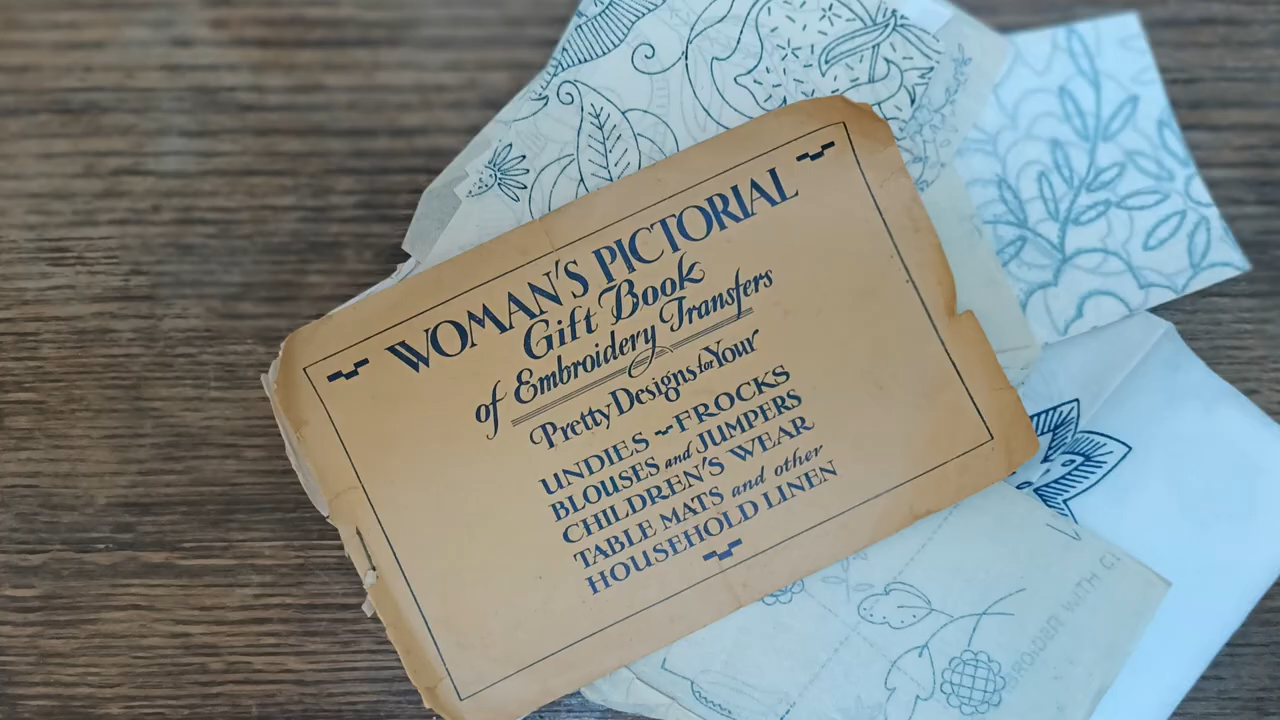 WOMAN'S PICTORIAL
Gift Book
of Embroidery Transfers
Pretty Designs for Your
UNDIES - FROCKS
BLOUSES and JUMPERS
CHILDREN'S WEAR
TABLE MATS and other
HOUSEHOLD LINEN